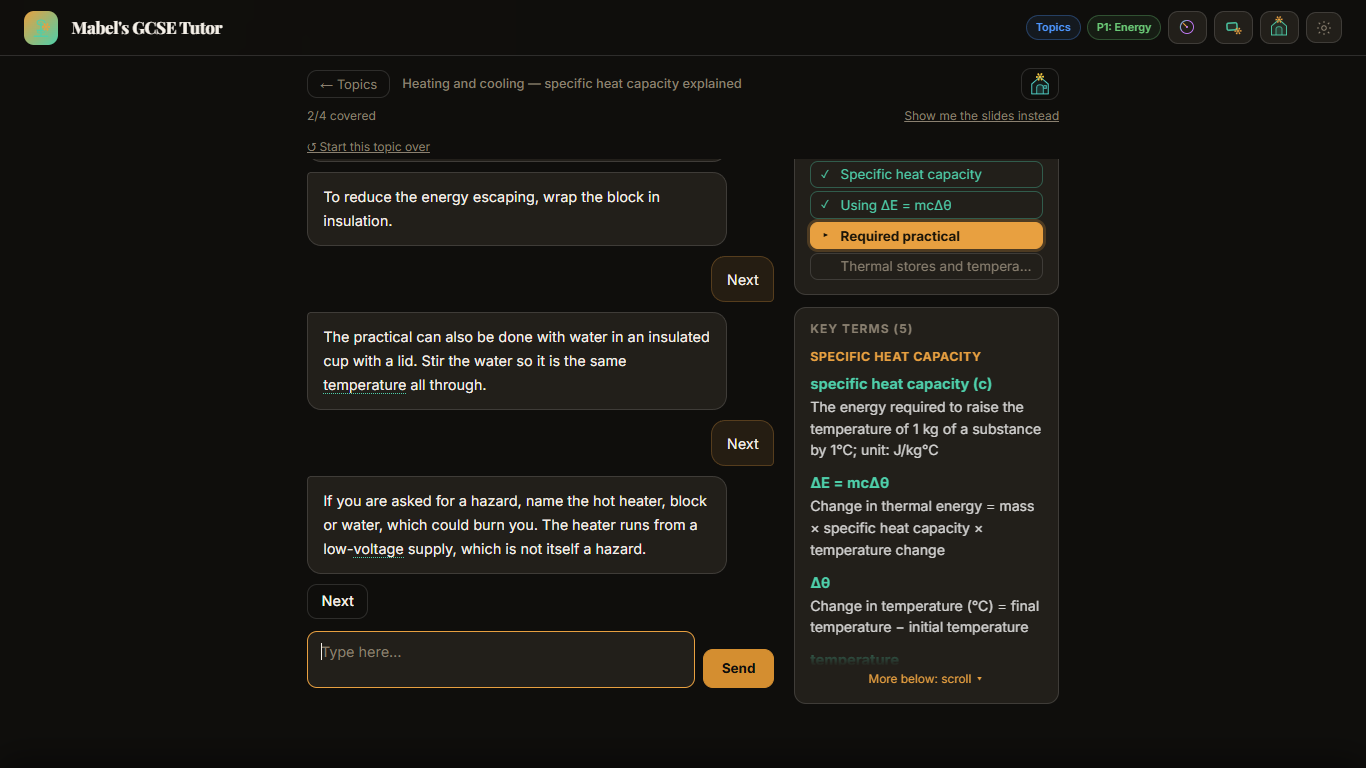 Mabel's GCSE Tutor
Topics
P1: Energy
← Topics
Heating and cooling — specific heat capacity explained
2/4 covered
Show me the slides instead
↺ Start this topic over
To reduce the energy escaping, wrap the block in
insulation.
Next
The practical can also be done with water in an insulated
cup with a lid. Stir the water so it is the same
temperature all through.
Next
If you are asked for a hazard, name the hot heater, block
or water, which could burn you. The heater runs from a
low-voltage supply, which is not itself a hazard.
Next
Type here...
Send
✓ Specific heat capacity
✓ Using ΔE = mcΔθ
‣ Required practical
Thermal stores and tempera...
KEY TERMS (5)
SPECIFIC HEAT CAPACITY
specific heat capacity (c)
The energy required to raise the
temperature of 1 kg of a substance
by 1°C; unit: J/kg°C
ΔE = mcΔθ
Change in thermal energy = mass
× specific heat capacity ×
temperature change
Δθ
Change in temperature (°C) = final
temperature − initial temperature
temperature
More below: scroll ▾